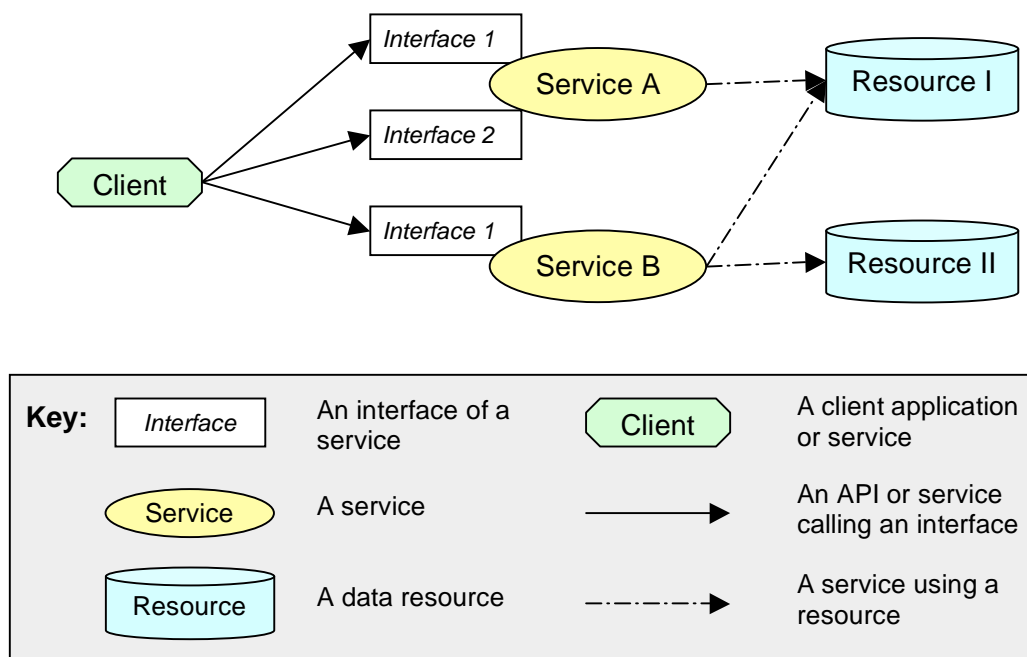 Interface 1
Service A
Resource I
Interface 2
Client
Interface 1
Service B
Resource II
Key:
Interface
An interface of a
service
Client
A client application
or service
Service
A service
An API or service
calling an interface
Resource
A data resource
A service using a
resource